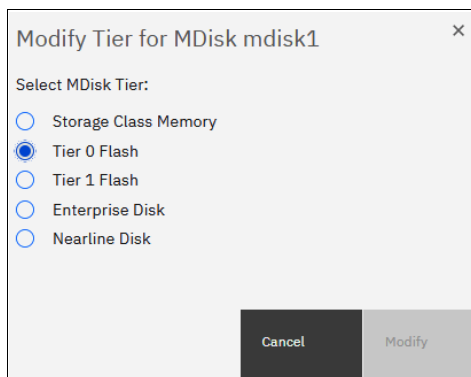 Modify Tier for MDisk mdisk1
Select MDisk Tier:
Storage Class Memory
Tier 0 Flash
Tier 1 Flash
Enterprise Disk
Nearline Disk
Cancel
Modify